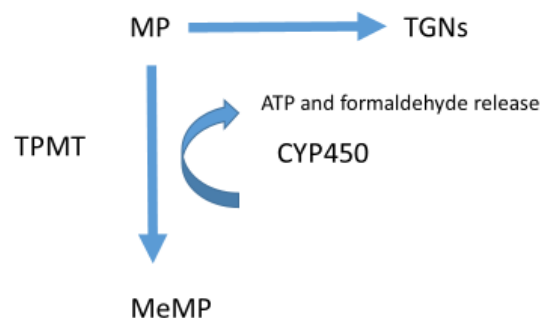 MP
TGNs
ATP and formaldehyde release
TPMT
CYP450
MeMP